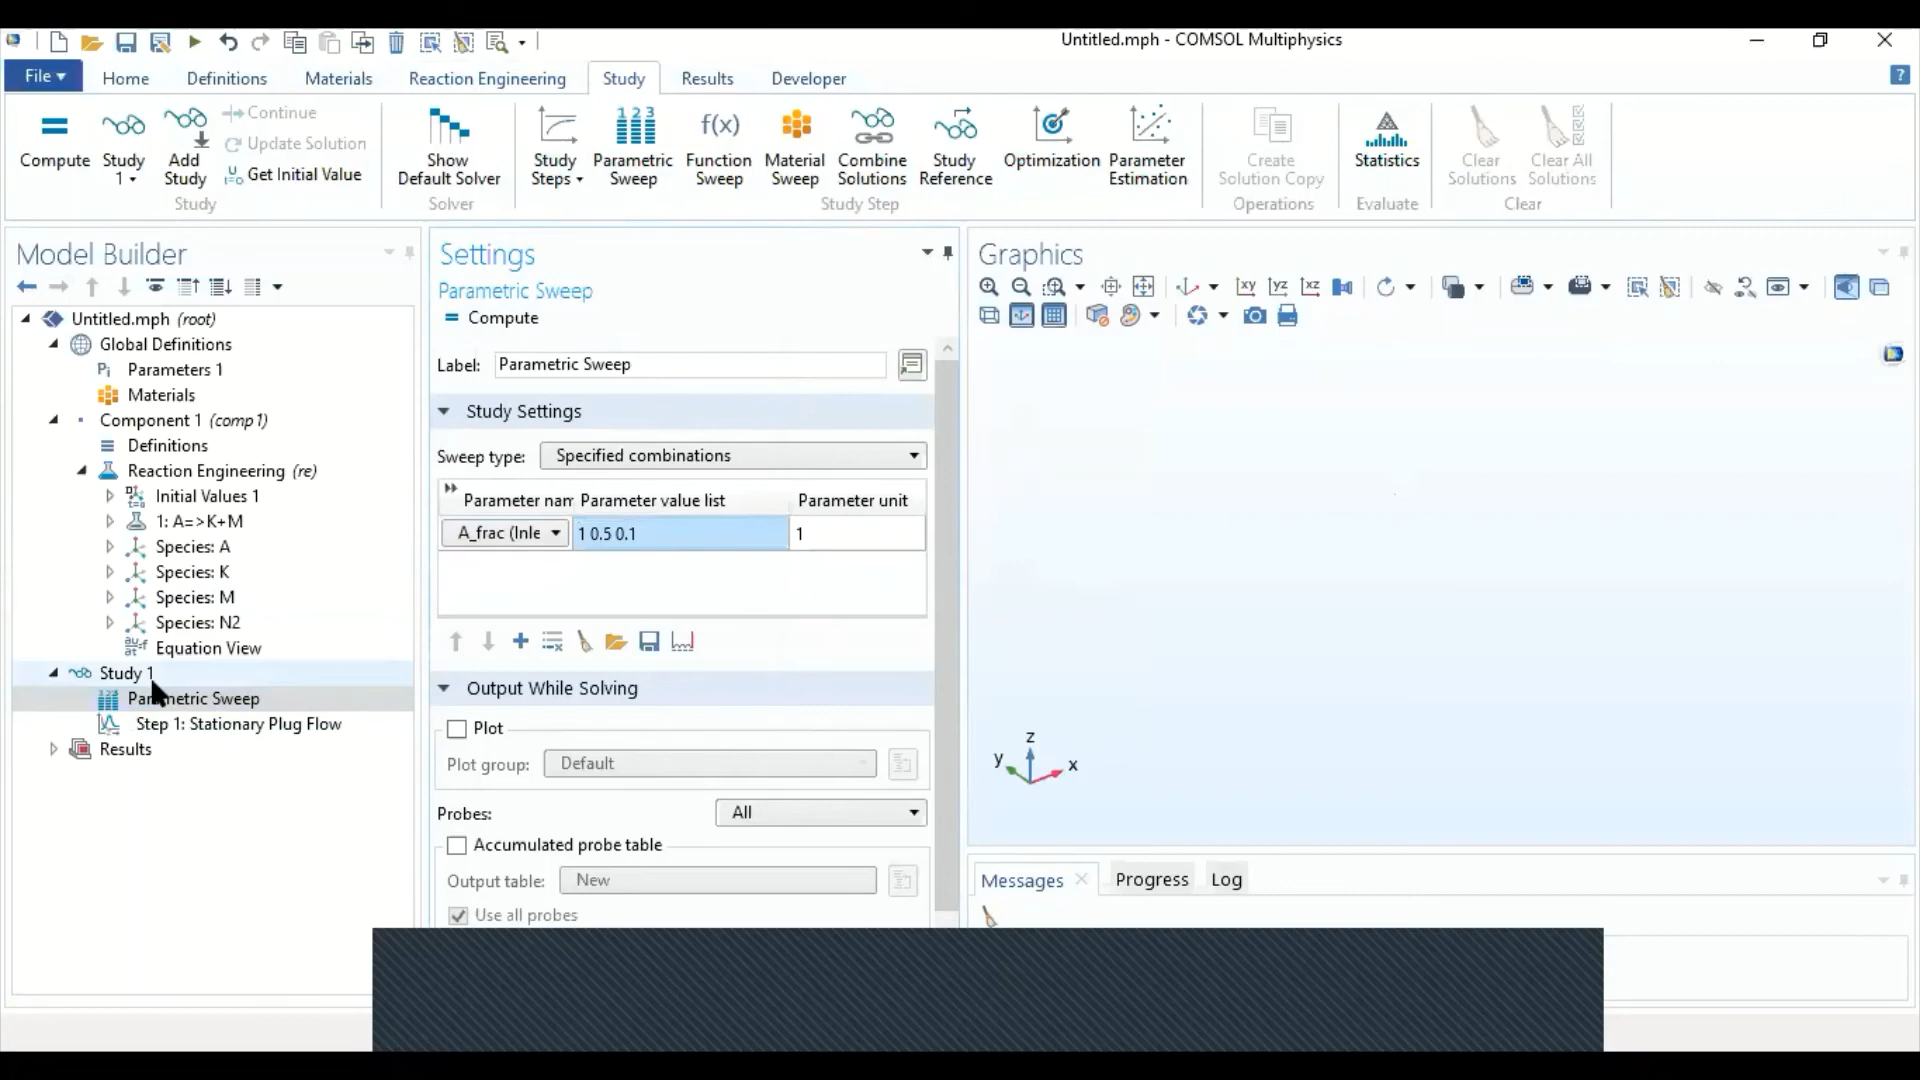 Untitled.mph - COMSOL Multiphysics
File Home Definitions Materials Reaction Engineering Study Results Developer
Compute
Study 1
Add Study
Continue
Update Solution
Get Initial Value
Study
Show Default Solver
Solver
Study Steps
Parametric Sweep
Function Sweep
Material Sweep
Combine Solutions
Study Reference
Optimization
Parameter Estimation
Study Step
Create Solution Copy
Operations
Statistics
Evaluate
Clear Solutions
Clear All Solutions
Clear
Model Builder
Untitled.mph (root)
Global Definitions
Parameters 1
Materials
Component 1 (comp1)
Definitions
Reaction Engineering (re)
Initial Values 1
1: A=>K+M
Species: A
Species: K
Species: M
Species: N2
Equation View
Study 1
Parametric Sweep
Step 1: Stationary Plug Flow
Results
Settings
Parametric Sweep
= Compute
Label: Parametric Sweep
Study Settings
Sweep type: Specified combinations
Parameter nam Parameter value list Parameter unit
A_frac (Inle 1 0.5 0.1 1
Output While Solving
Plot
Plot group: Default
Probes: All
Accumulated probe table
Output table: New
Use all probes
Graphics
xy yz xz
z
y x
Messages Progress Log